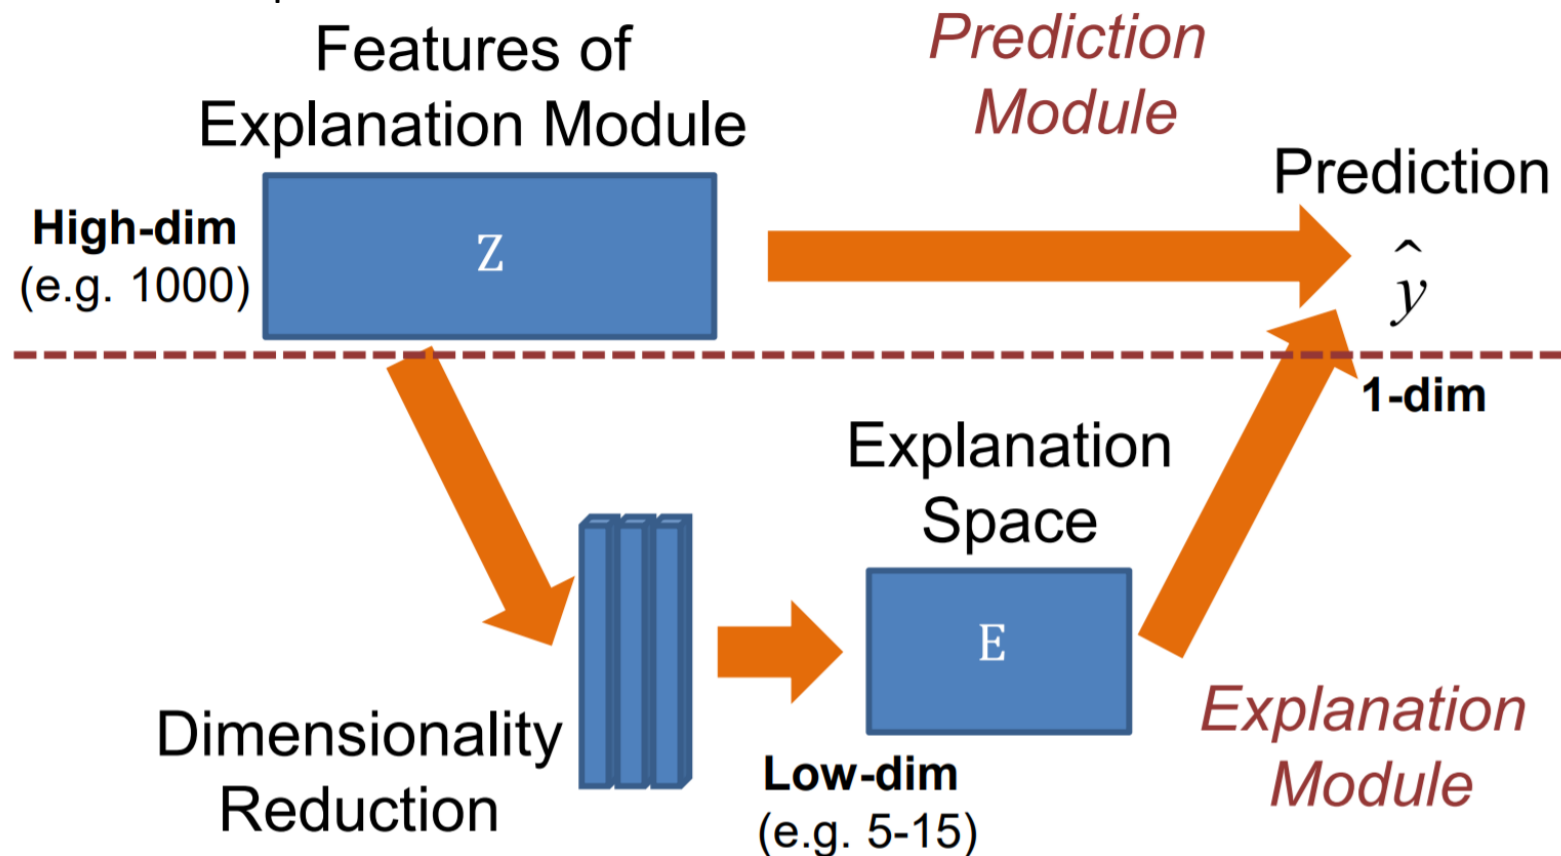 Features of
Explanation Module
Prediction
Module
Prediction
High-dim
(e.g. 1000)
Z
ŷ
1-dim
Explanation
Space
E
Dimensionality
Reduction
Low-dim
(e.g. 5-15)
Explanation
Module